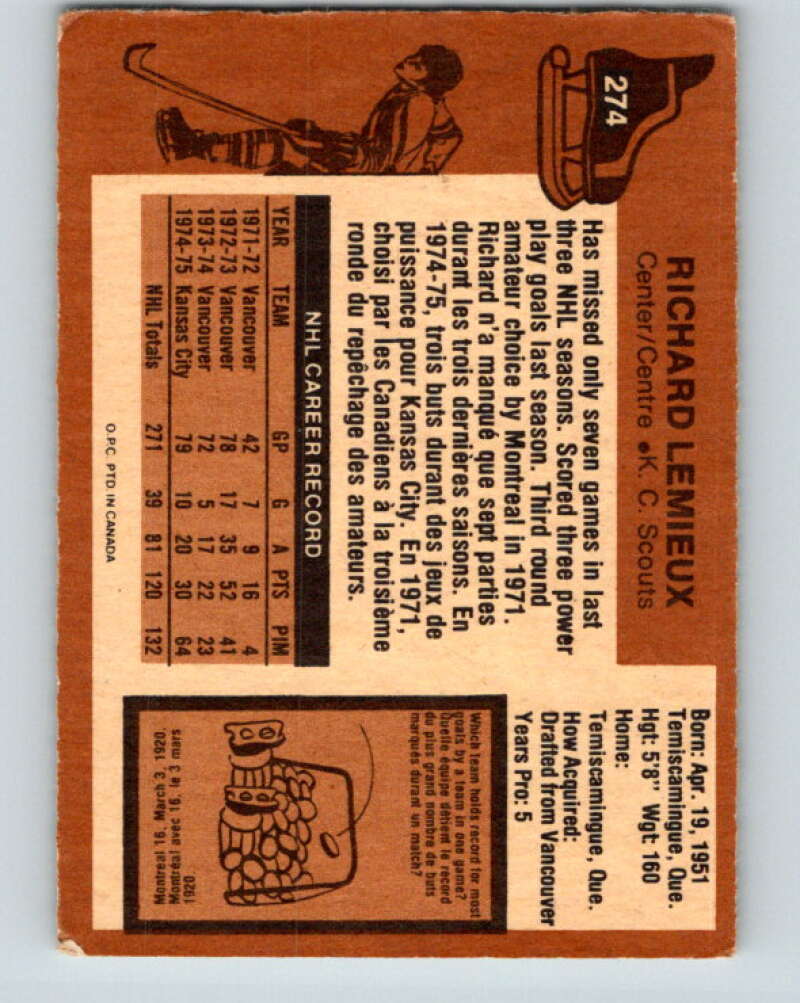 274
RICHARD LEMIEUX
Center/Centre • K. C. Scouts
Has missed only seven games in last
three NHL seasons. Scored three power
play goals last season. Third round
amateur choice by Montreal in 1971.
Richard n'a manqué que sept parties
durant les trois dernières saisons. En
1974-75, trois buts durant des jeux de
puissance pour Kansas City. En 1971,
choisi par les Canadiens à la troisième
ronde du repêchage des amateurs.
NHL CAREER RECORD
YEAR TEAM GP G A PTS PIM
1971-72 Vancouver 42 7 9 16 4
1972-73 Vancouver 78 17 35 52 41
1973-74 Vancouver 72 5 17 22 23
1974-75 Kansas City 79 10 20 30 64
NHL Totals 271 39 81 120 132
O.P.C. PTD. IN CANADA
Born: Apr. 19, 1951
Temiscamingue, Que.
Hgt: 5'8" Wgt: 160
Home:
Temiscamingue, Que.
How Acquired:
Drafted from Vancouver
Years Pro: 5
Which team holds record for most
goals by a team in one game?
Quelle équipe détient le record
du plus grand nombre de buts
marqués durant un match?
Montreal 16, March 3, 1920.
Montréal avec 16, le 3 mars
1920